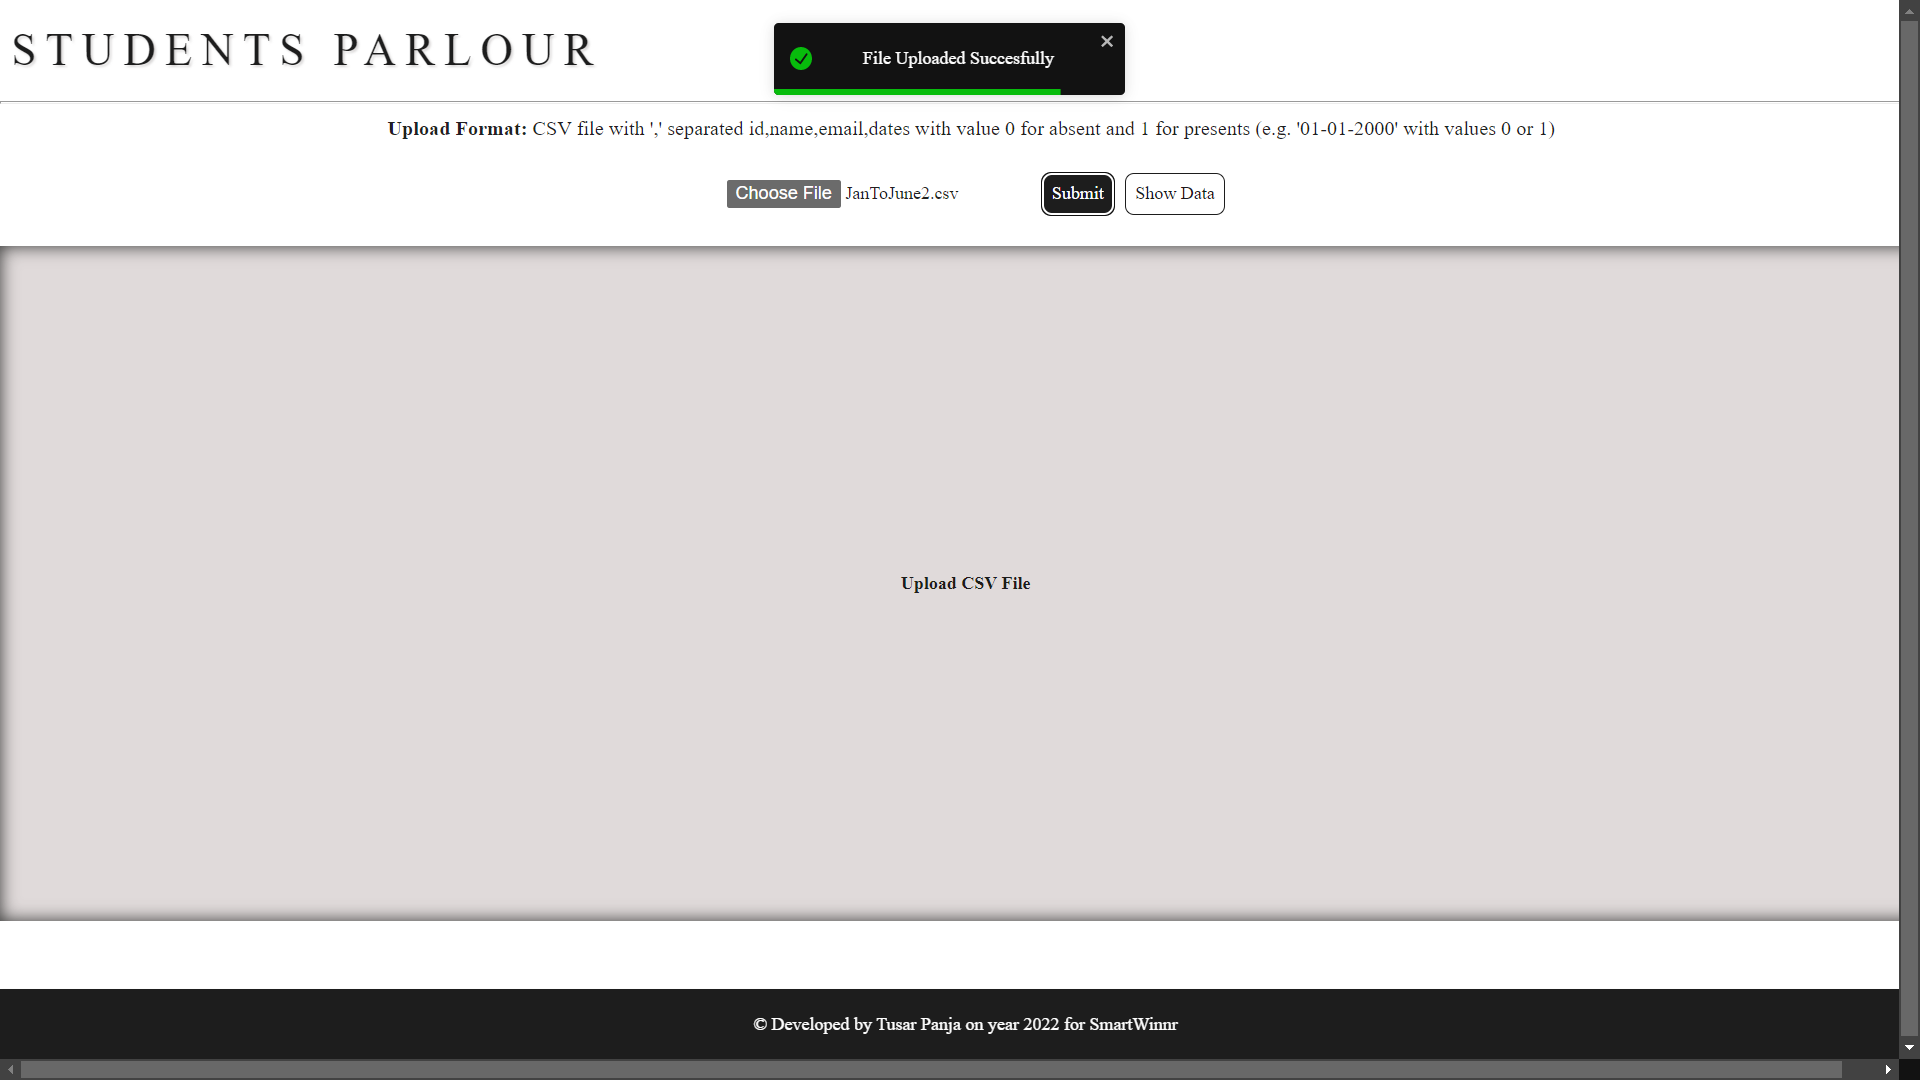 STUDENTS PARLOUR
File Uploaded Succesfully
Upload Format: CSV file with ',' separated id,name,email,dates with value 0 for absent and 1 for presents (e.g. '01-01-2000' with values 0 or 1)
Choose File JanToJune2.csv Submit Show Data
Upload CSV File
© Developed by Tusar Panja on year 2022 for SmartWinnr